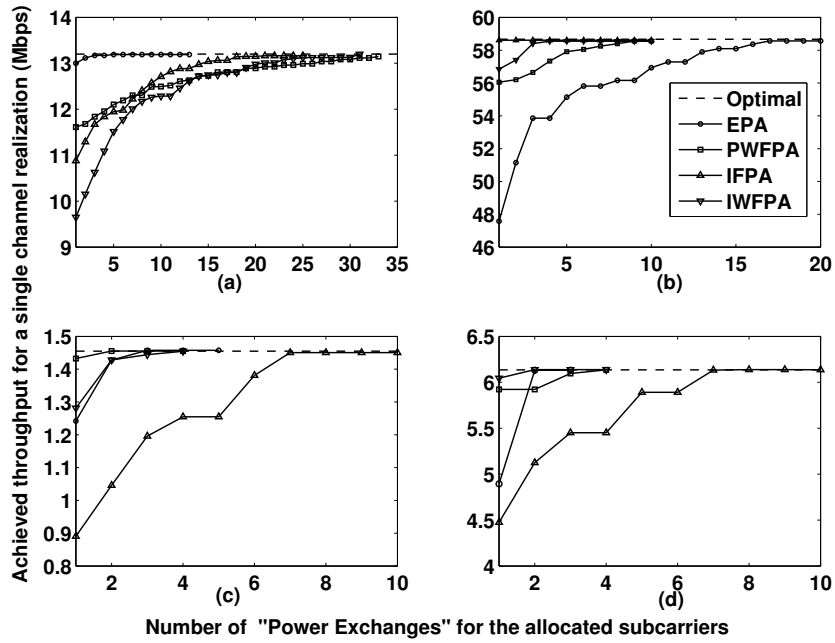 Achieved throughput for a single channel realization (Mbps)
14
13
12
11
10
9
5 10 15 20 25 30 35
(a)
60
58
56
54
52
50
48
46
5 10 15 20
(b)
Optimal
EPA
PWFPA
IFPA
IWFPA
1.5
1.4
1.3
1.2
1.1
1
0.9
0.8
2 4 6 8 10
(c)
6.5
6
5.5
5
4.5
4
2 4 6 8 10
(d)
Number of "Power Exchanges" for the allocated subcarriers